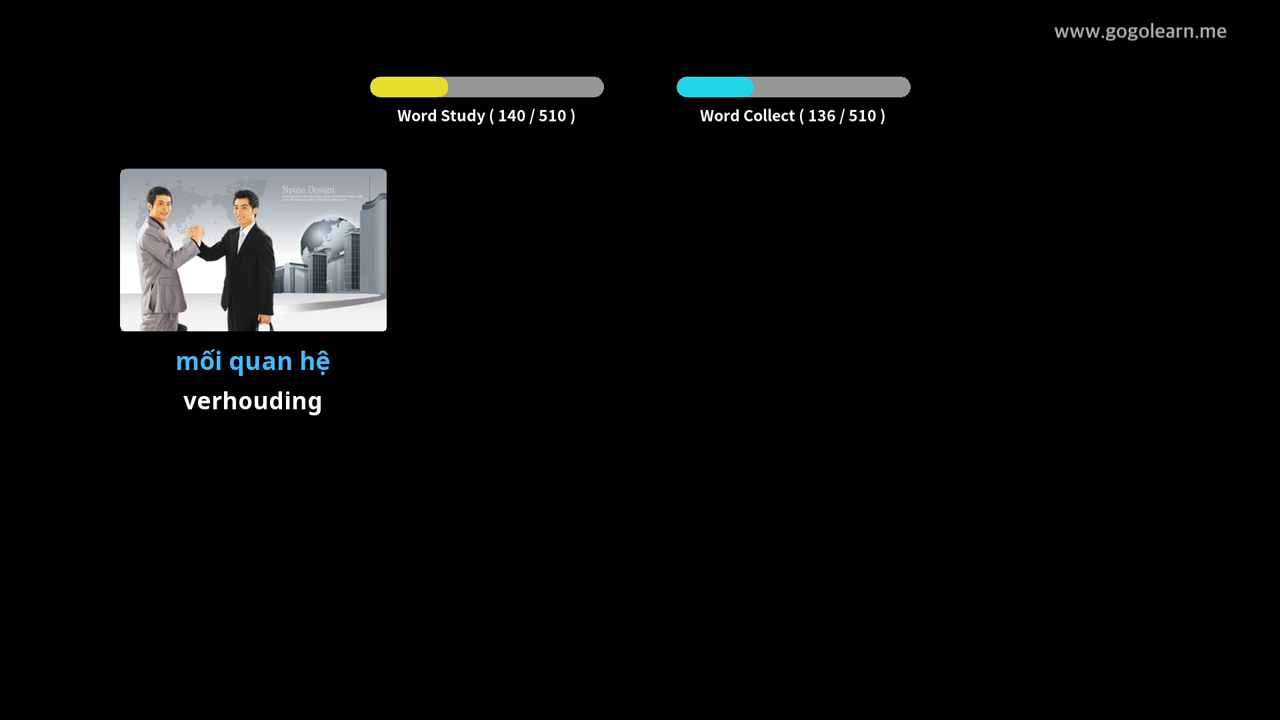 www.gogolearn.me
Word Study ( 140 / 510 )
Word Collect ( 136 / 510 )
Npine Design
mối quan hệ
verhouding